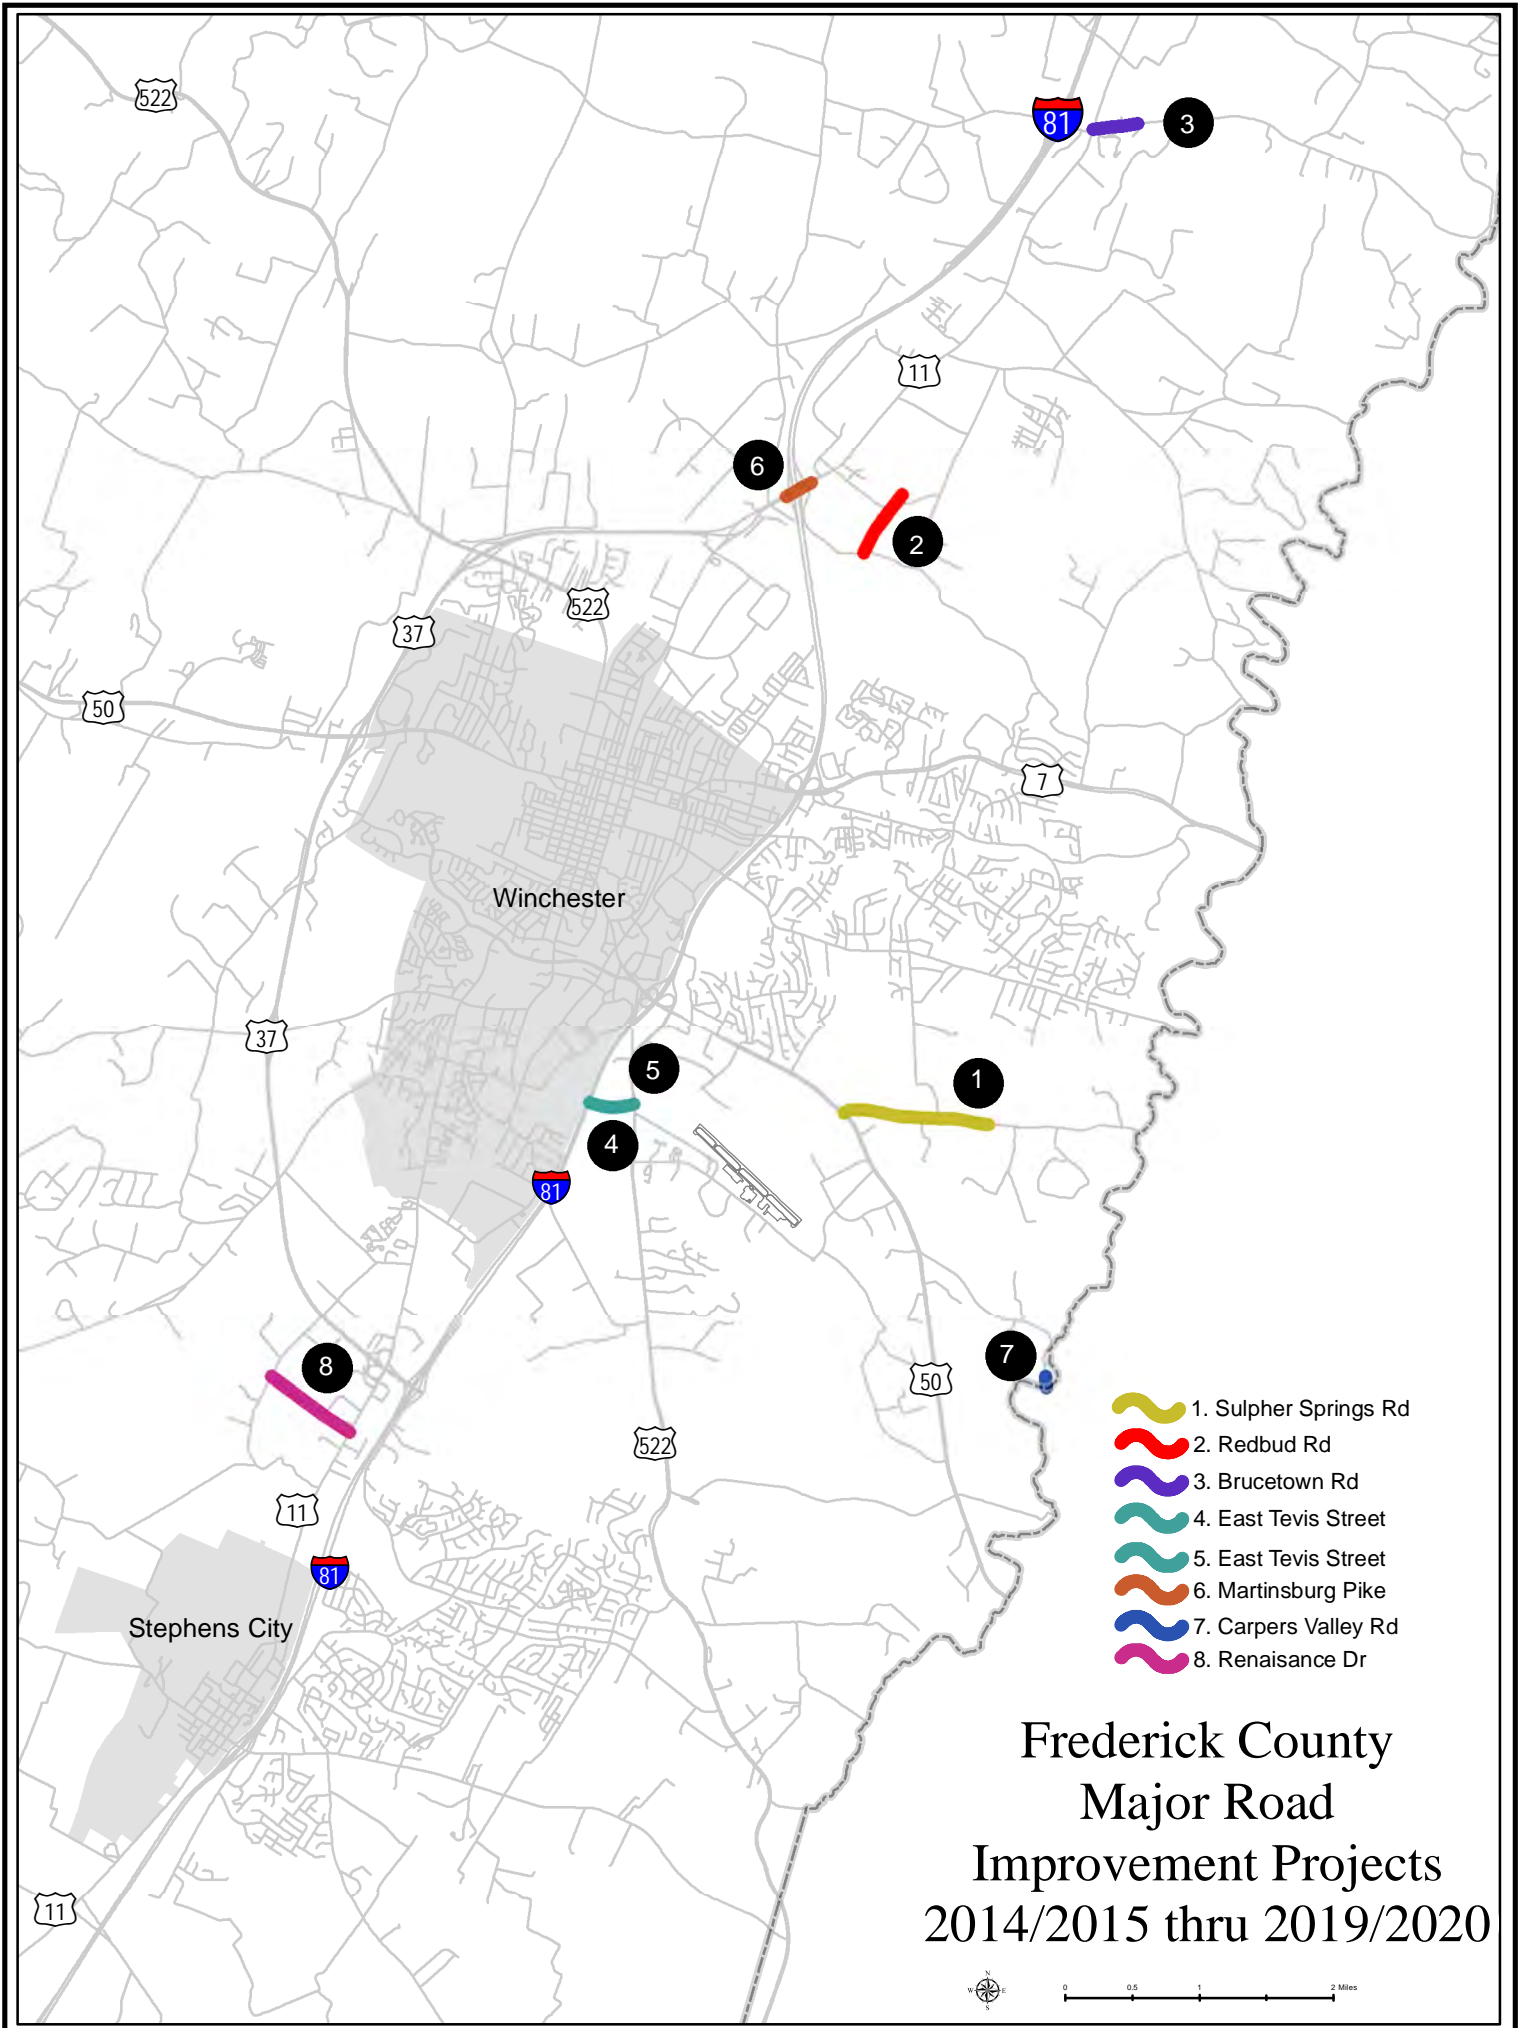 522
81
3
11
6
2
522
37
50
7
Winchester
37
5
1
4
81
7
8
50
522
1. Sulpher Springs Rd
2. Redbud Rd
3. Brucetown Rd
4. East Tevis Street
5. East Tevis Street
6. Martinsburg Pike
7. Carpers Valley Rd
8. Renaisance Dr
11
81
Stephens City
11
Frederick County
Major Road
Improvement Projects
2014/2015 thru 2019/2020
N
W E
S
0 0.5 1 2 Miles